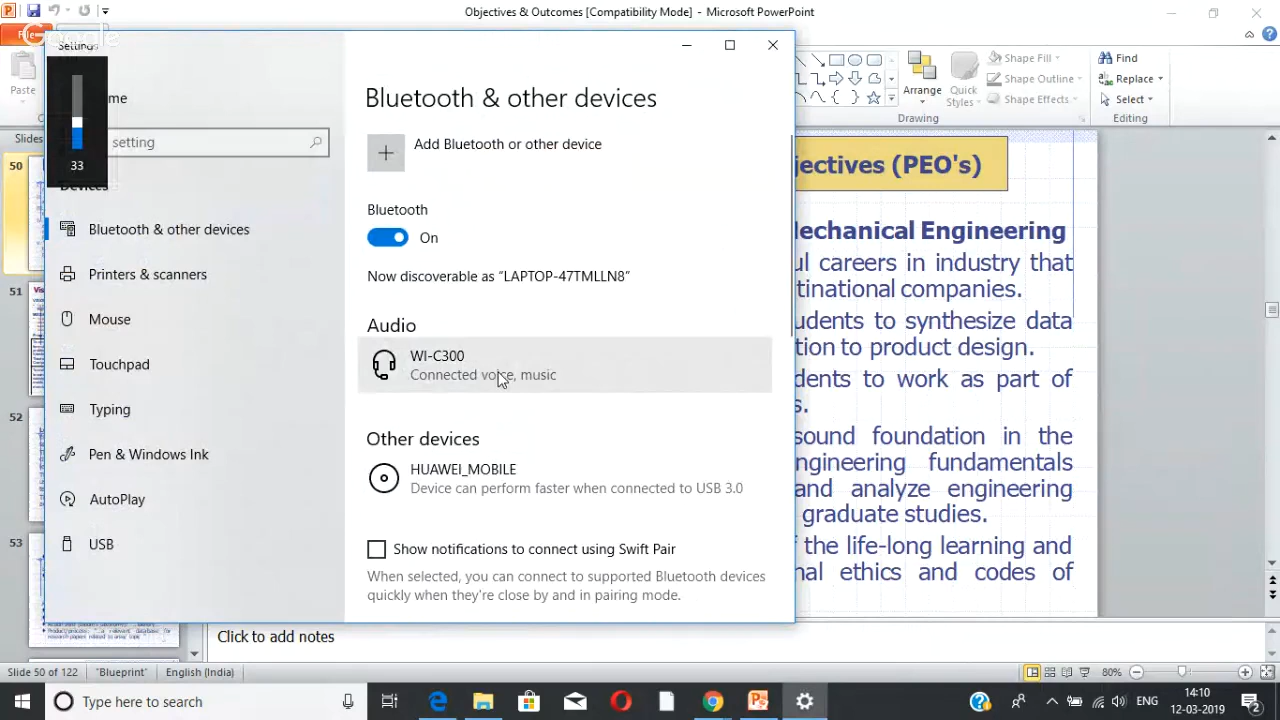 Objectives & Outcomes [Compatibility Mode] - Microsoft PowerPoint
File
Google
Settings
Paste
Slides
33
me
setting
Devices
Bluetooth & other devices
Printers & scanners
Mouse
Touchpad
Typing
Pen & Windows Ink
AutoPlay
USB
Bluetooth & other devices
Add Bluetooth or other device
Bluetooth
On
Now discoverable as “LAPTOP-47TMLLN8”
Audio
WI-C300
Connected voice, music
Other devices
HUAWEI_MOBILE
Device can perform faster when connected to USB 3.0
Show notifications to connect using Swift Pair
When selected, you can connect to supported Bluetooth devices
quickly when they're close by and in pairing mode.
Arrange
Quick
Styles
Shape Fill
Shape Outline
Shape Effects
Drawing
Find
Replace
Select
Editing
50
51
52
53
jectives (PEO's)
lechanical Engineering
ul careers in industry that
tinational companies.
udents to synthesize data
tion to product design.
dents to work as part of
s.
sound foundation in the
ngineering fundamentals
and analyze engineering
graduate studies.
f the life-long learning and
nal ethics and codes of
Click to add notes
Slide 50 of 122
"Blueprint"
English (India)
80%
Type here to search
ENG
14:10
12-03-2019
2